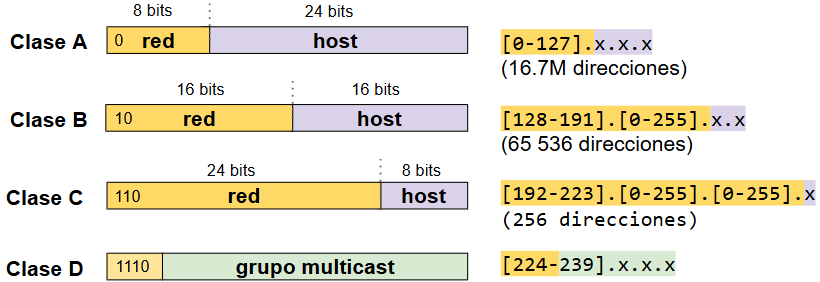 8 bits 24 bits
Clase A 0 red host [0-127].x.x.x
(16.7M direcciones)
16 bits 16 bits
Clase B 10 red host [128-191].[0-255].x.x
(65 536 direcciones)
24 bits 8 bits
Clase C 110 red host [192-223].[0-255].[0-255].x
(256 direcciones)
Clase D 1110 grupo multicast [224-239].x.x.x